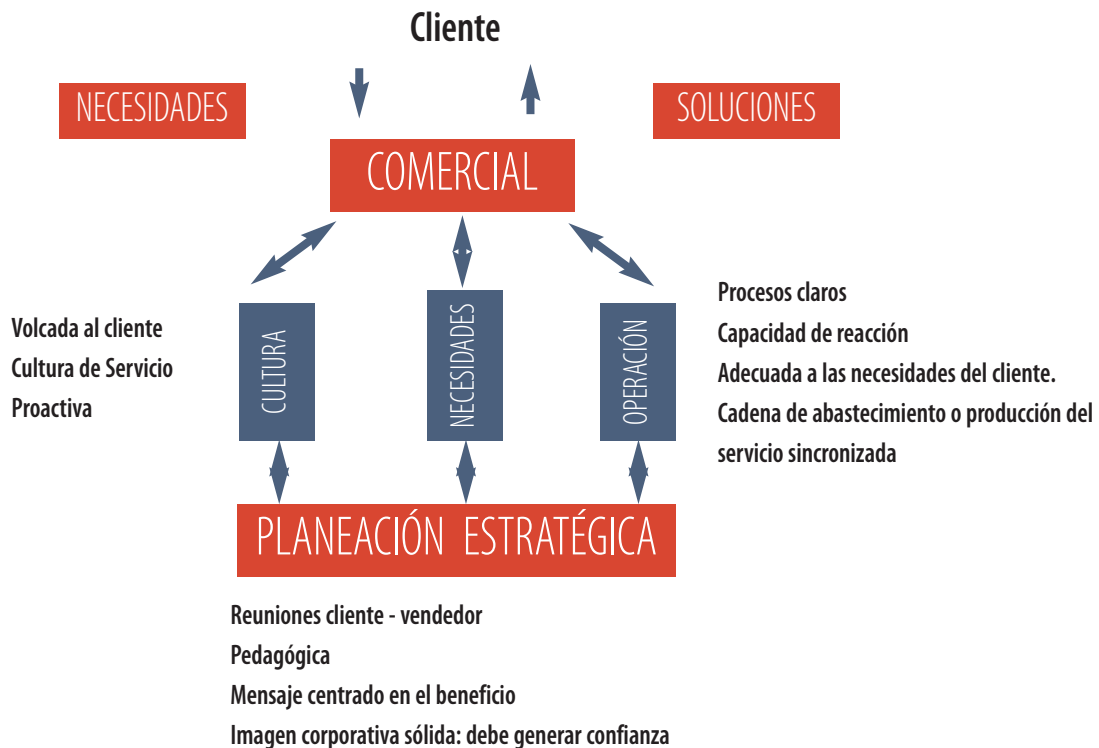 Cliente
NECESIDADES
SOLUCIONES
COMERCIAL
Volcada al cliente
Cultura de Servicio
Proactiva
CULTURA
NECESIDADES
OPERACIÓN
Procesos claros
Capacidad de reacción
Adecuada a las necesidades del cliente.
Cadena de abastecimiento o producción del
servicio sincronizada
PLANEACIÓN ESTRATÉGICA
Reuniones cliente - vendedor
Pedagógica
Mensaje centrado en el beneficio
Imagen corporativa sólida: debe generar confianza